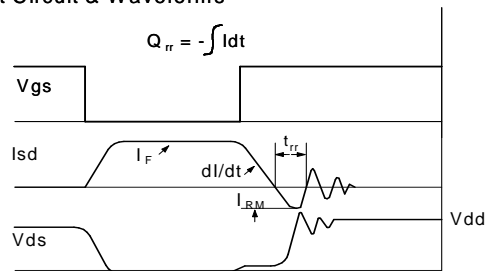 t Circuit & Waveforms
Q rr = - ∫ Idt
Vgs
Isd
I F
dI/dt
t rr
I RM
Vdd
Vds